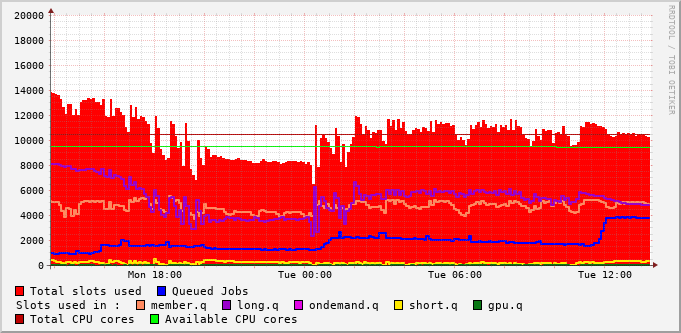 20000
18000
16000
14000
12000
10000
8000
6000
4000
2000
0
Mon 18:00 Tue 00:00 Tue 06:00 Tue 12:00
Total slots used Queued Jobs
Slots used in : member.q long.q ondemand.q short.q gpu.q
Total CPU cores Available CPU cores
RRDTOOL / TOBI OETIKER